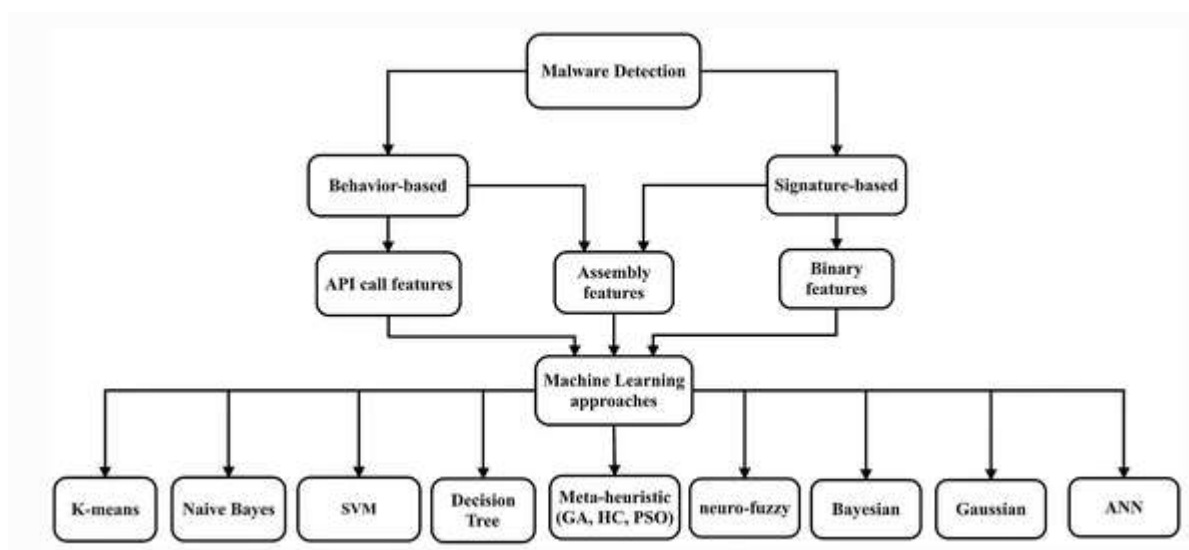 Malware Detection
Behavior-based
Signature-based
API call features
Assembly
features
Binary
features
Machine Learning
approaches
K-means
Naive Bayes
SVM
Decision
Tree
Meta-heuristic
(GA, HC, PSO)
neuro-fuzzy
Bayesian
Gaussian
ANN